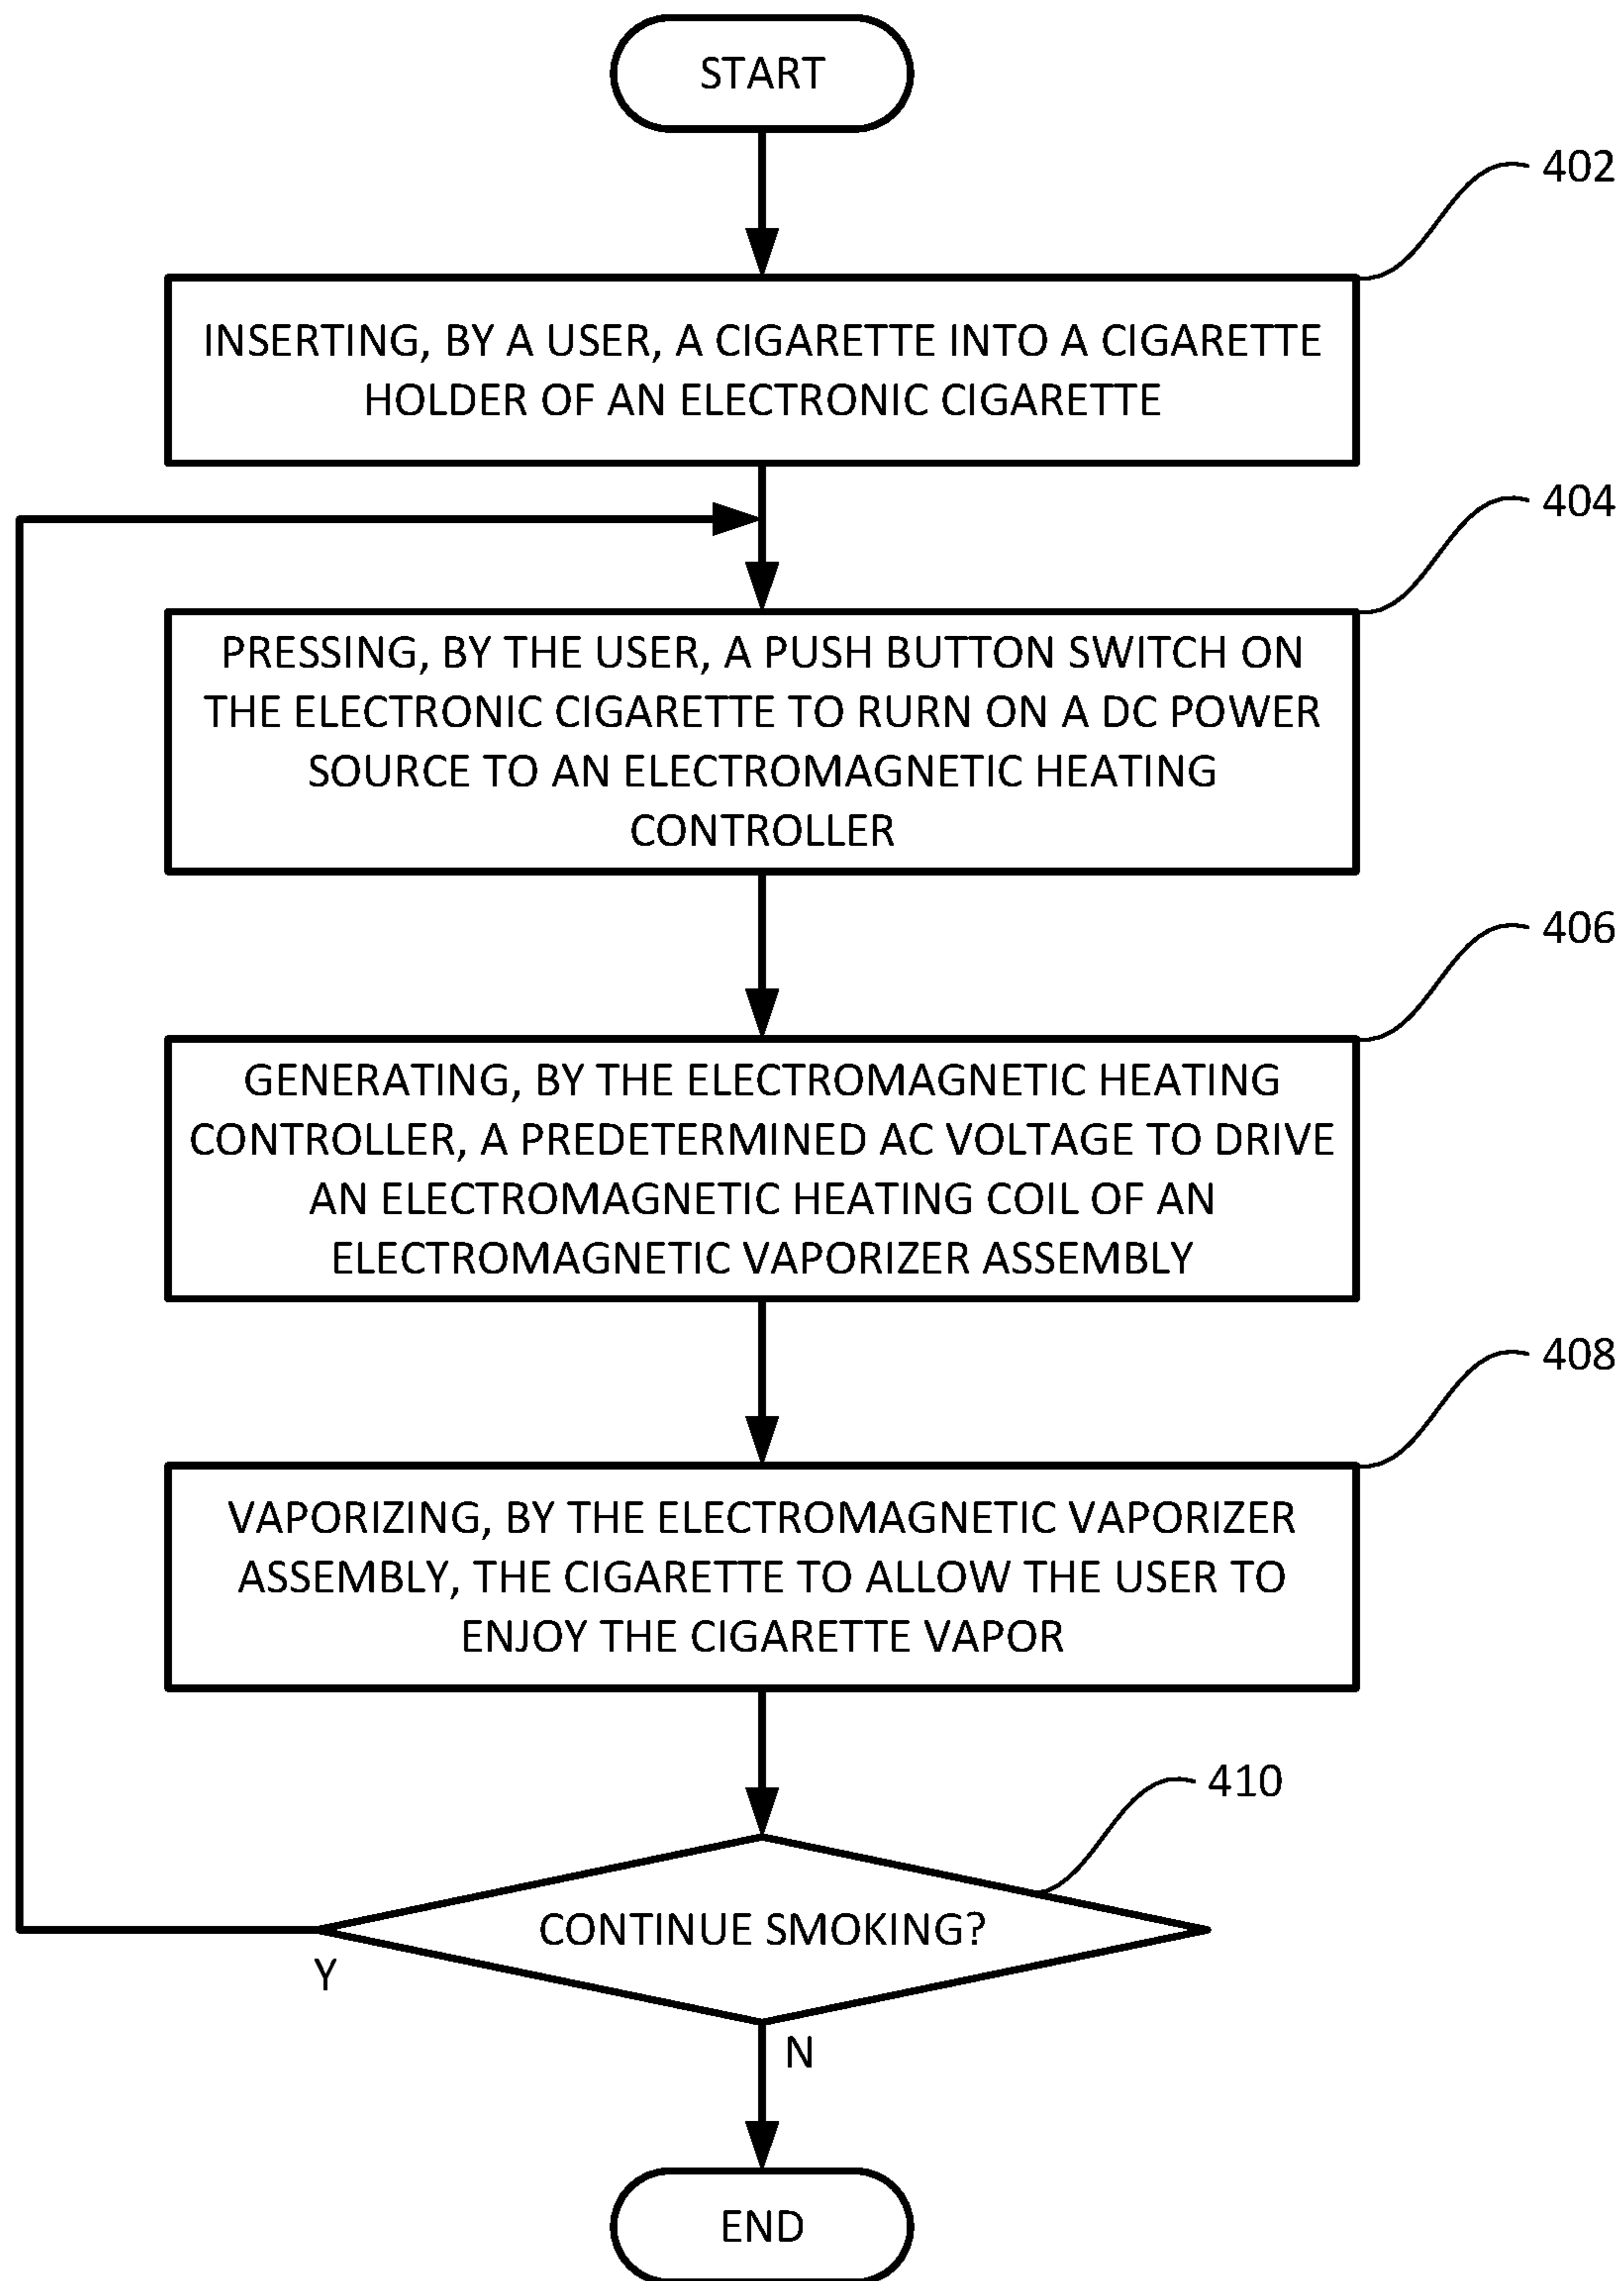 START
402
INSERTING, BY A USER, A CIGARETTE INTO A CIGARETTE
HOLDER OF AN ELECTRONIC CIGARETTE
404
PRESSING, BY THE USER, A PUSH BUTTON SWITCH ON
THE ELECTRONIC CIGARETTE TO RURN ON A DC POWER
SOURCE TO AN ELECTROMAGNETIC HEATING
CONTROLLER
406
GENERATING, BY THE ELECTROMAGNETIC HEATING
CONTROLLER, A PREDETERMINED AC VOLTAGE TO DRIVE
AN ELECTROMAGNETIC HEATING COIL OF AN
ELECTROMAGNETIC VAPORIZER ASSEMBLY
408
VAPORIZING, BY THE ELECTROMAGNETIC VAPORIZER
ASSEMBLY, THE CIGARETTE TO ALLOW THE USER TO
ENJOY THE CIGARETTE VAPOR
410
CONTINUE SMOKING?
Y
N
END